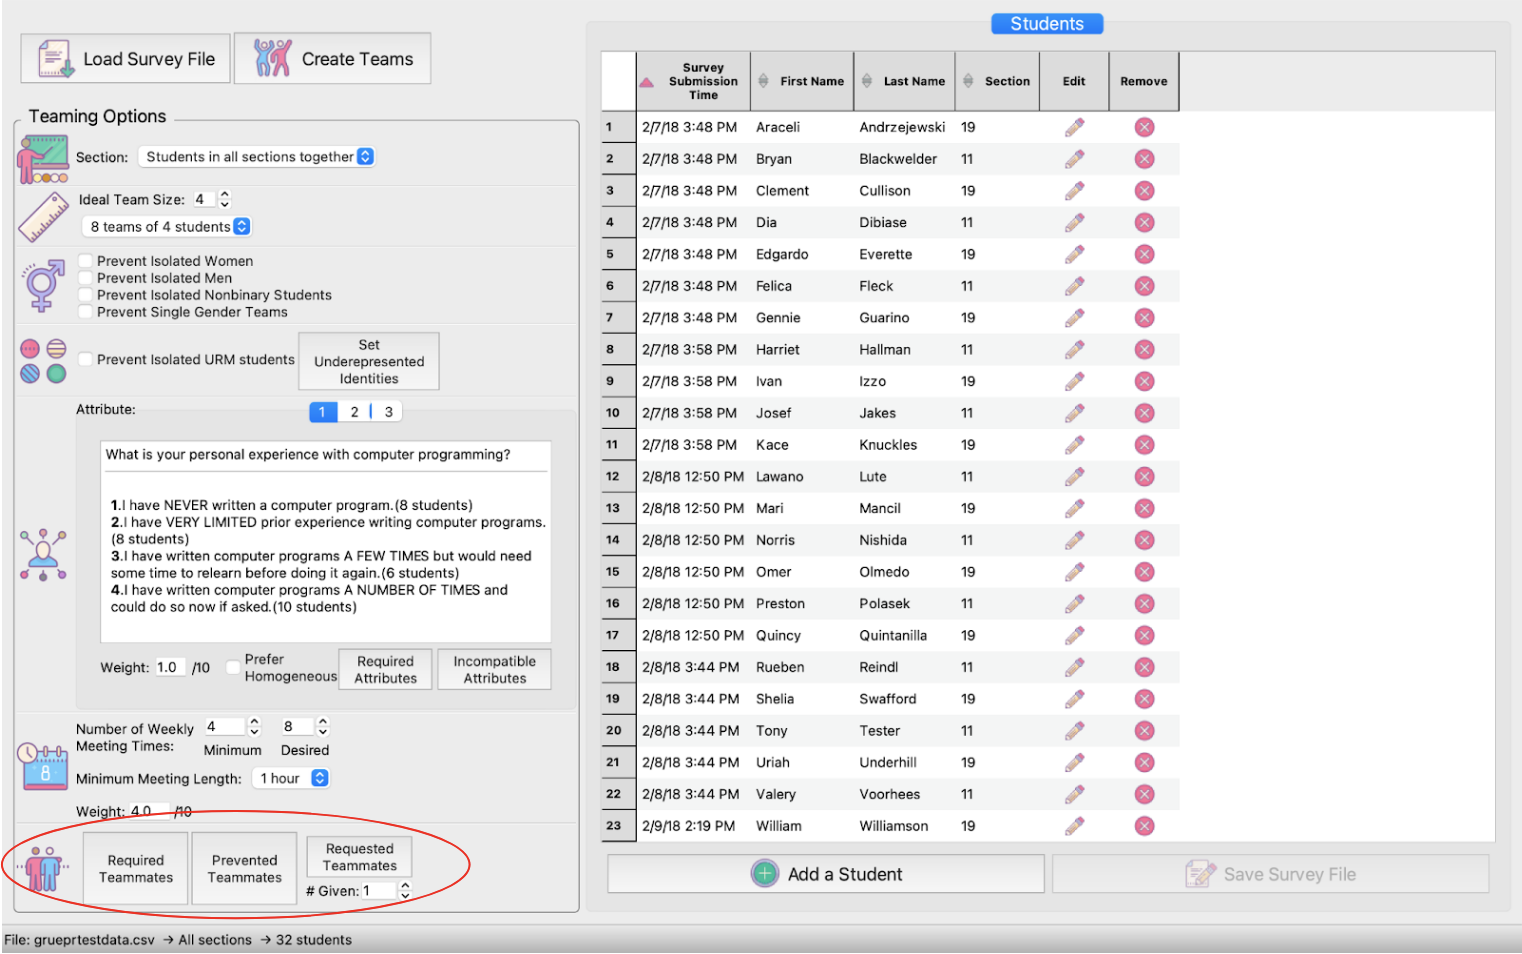 Students
Load Survey File
Create Teams
Teaming Options
Section: Students in all sections together
Ideal Team Size: 4
8 teams of 4 students
Prevent Isolated Women
Prevent Isolated Men
Prevent Isolated Nonbinary Students
Prevent Single Gender Teams
Prevent Isolated URM students
Set
Underepresented
Identities
Attribute: 1 2 3
What is your personal experience with computer programming?
1.I have NEVER written a computer program.(8 students)
2.I have VERY LIMITED prior experience writing computer programs.
(8 students)
3.I have written computer programs A FEW TIMES but would need
some time to relearn before doing it again.(6 students)
4.I have written computer programs A NUMBER OF TIMES and
could do so now if asked.(10 students)
Weight: 1.0 /10
Prefer
Homogeneous
Required
Attributes
Incompatible
Attributes
Number of Weekly
Meeting Times:
4
Minimum
8
Desired
Minimum Meeting Length: 1 hour
8
Weight: 4.0 /10
Required
Teammates
Prevented
Teammates
Requested
Teammates
# Given: 1
Survey
Submission
Time
First Name
Last Name
Section
Edit
Remove
1 2/7/18 3:48 PM Araceli Andrzejewski 19
2 2/7/18 3:48 PM Bryan Blackwelder 11
3 2/7/18 3:48 PM Clement Cullison 19
4 2/7/18 3:48 PM Dia Dibiase 11
5 2/7/18 3:48 PM Edgardo Everette 19
6 2/7/18 3:48 PM Felica Fleck 11
7 2/7/18 3:48 PM Gennie Guarino 19
8 2/7/18 3:58 PM Harriet Hallman 11
9 2/7/18 3:58 PM Ivan Izzo 19
10 2/7/18 3:58 PM Josef Jakes 11
11 2/7/18 3:58 PM Kace Knuckles 19
12 2/8/18 12:50 PM Lawano Lute 11
13 2/8/18 12:50 PM Mari Mancil 19
14 2/8/18 12:50 PM Norris Nishida 11
15 2/8/18 12:50 PM Omer Olmedo 19
16 2/8/18 12:50 PM Preston Polasek 11
17 2/8/18 12:50 PM Quincy Quintanilla 19
18 2/8/18 3:44 PM Rueben Reindl 11
19 2/8/18 3:44 PM Shelia Swafford 19
20 2/8/18 3:44 PM Tony Tester 11
21 2/8/18 3:44 PM Uriah Underhill 19
22 2/8/18 3:44 PM Valery Voorhees 11
23 2/9/18 2:19 PM William Williamson 19
Add a Student
Save Survey File
File: grueprtestdata.csv → All sections → 32 students